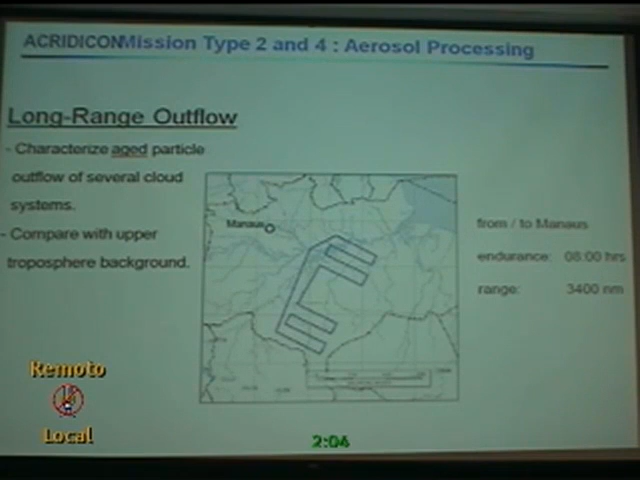 ACRIDICON Mission Type 2 and 4 : Aerosol Processing
Long-Range Outflow
- Characterize aged particle
outflow of several cloud
systems.
- Compare with upper
troposphere background.
Manaus
from / to Manaus
endurance: 08:00 hrs
range: 3400 nm
Remoto
Local
2:04